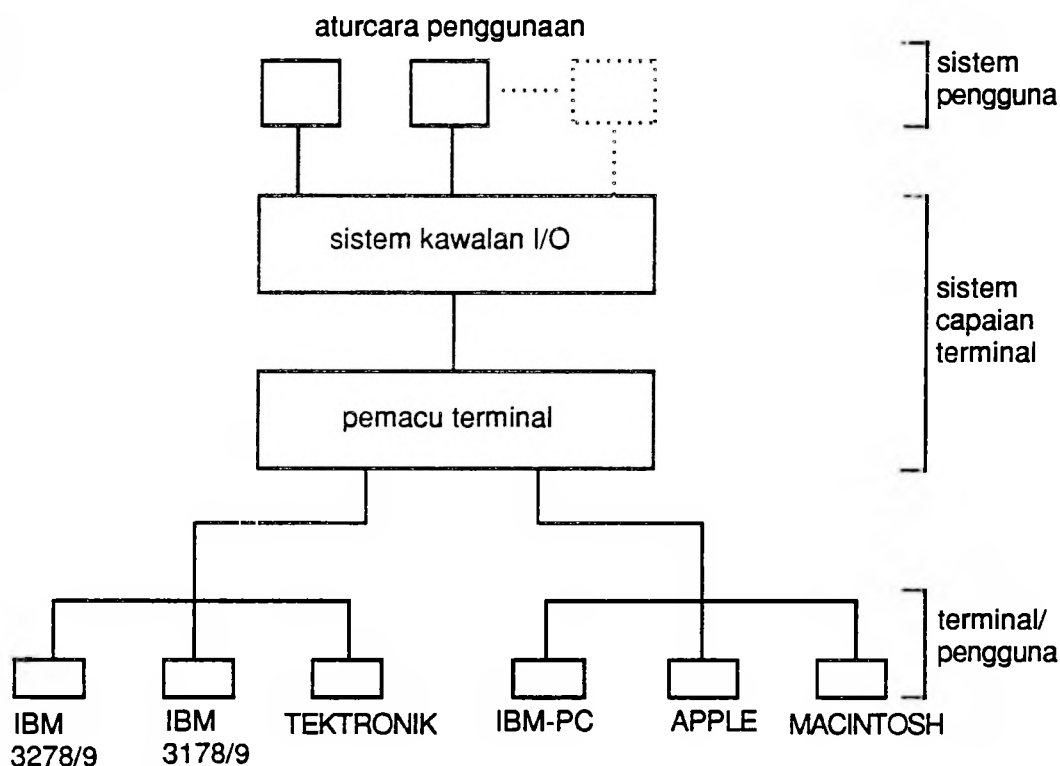 aturcara penggunaan
sistem
pengguna
sistem kawalan I/O
sistem
capaian
terminal
pemacu terminal
terminal/
pengguna
IBM
3278/9
IBM
3178/9
TEKTRONIK
IBM-PC
APPLE
MACINTOSH